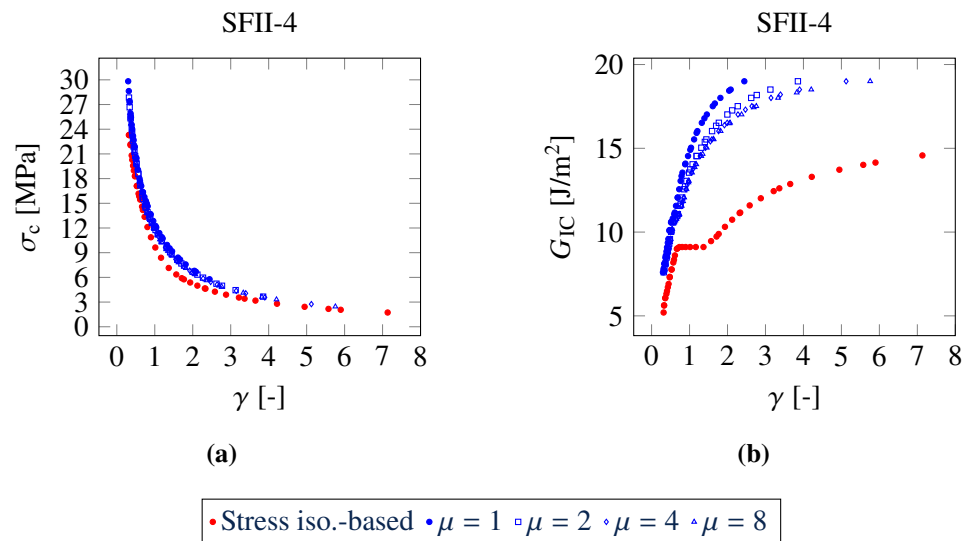 SFII-4
30
27
24
21
18
15
12
9
6
3
0
σc [MPa]
0 1 2 3 4 5 6 7 8
γ [-]
(a)
SFII-4
20
15
10
5
G_IC [J/m²]
0 1 2 3 4 5 6 7 8
γ [-]
(b)
Stress iso.-based μ = 1 μ = 2 μ = 4 μ = 8